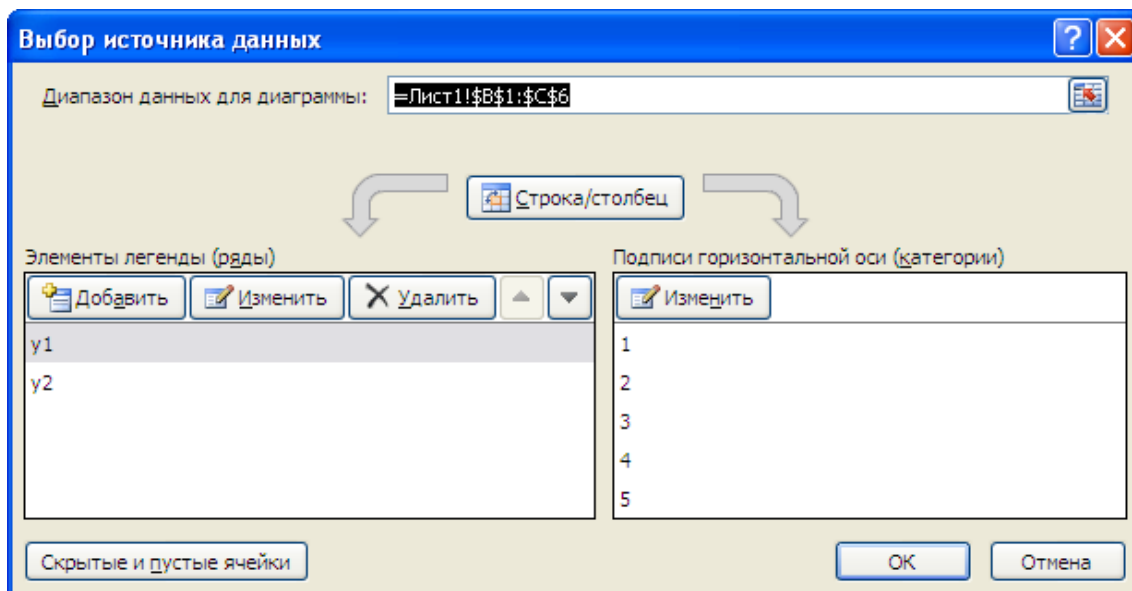 Выбор источника данных
Диапазон данных для диаграммы: =Лист1!$B$1:$C$6
Строка/столбец
Элементы легенды (ряды)
Добавить Изменить Удалить
y1
y2
Подписи горизонтальной оси (категории)
Изменить
1
2
3
4
5
Скрытые и пустые ячейки
ОК Отмена